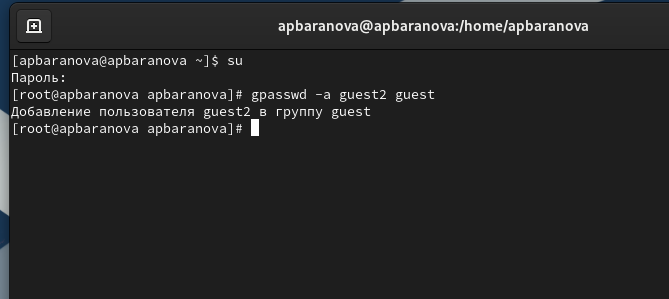 apbaranova@apbaranova:/home/apbaranova
[apbaranova@apbaranova ~]$ su
Пароль:
[root@apbaranova apbaranova]# gpasswd -a guest2 guest
Добавление пользователя guest2 в группу guest
[root@apbaranova apbaranova]#